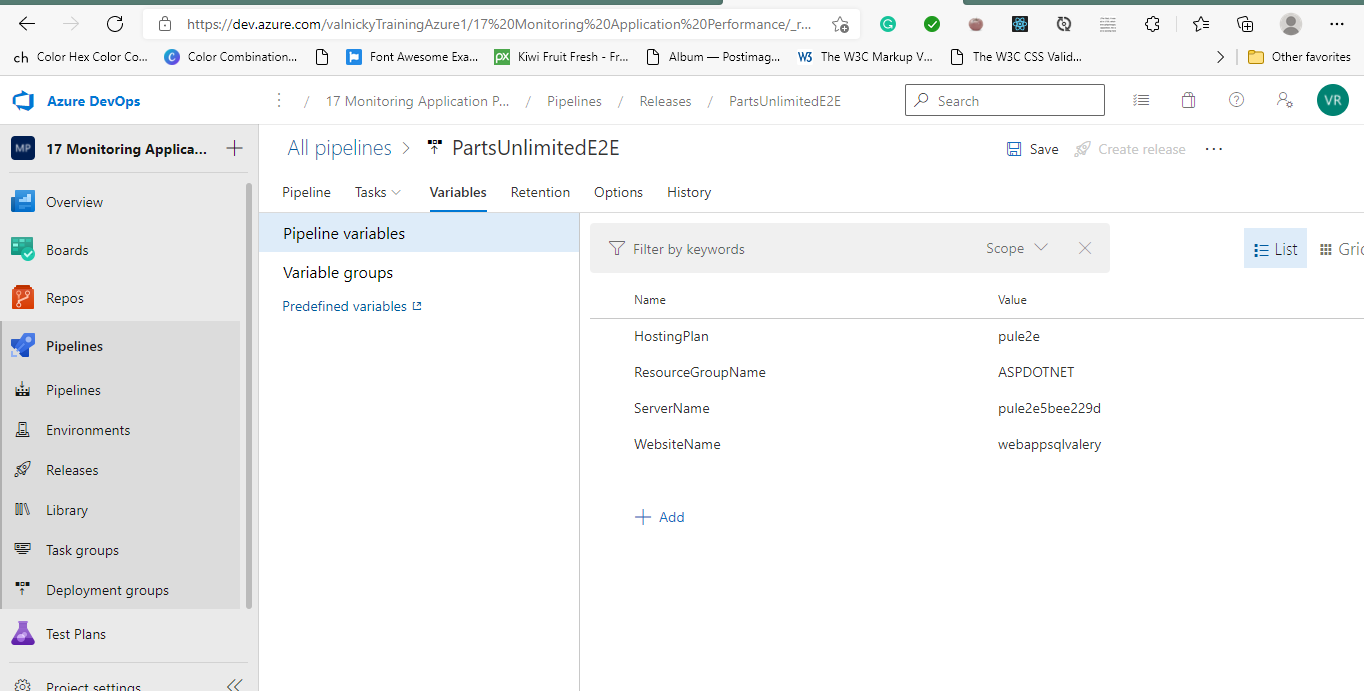 https://dev.azure.com/valnickyTrainingAzure1/17%20Monitoring%20Application%20Performance/_r...
ch Color Hex Color Co... C Color Combination... Font Awesome Exa... px Kiwi Fruit Fresh - Fr... Album — Postimag... W3 The W3C Markup V... The W3C CSS Valid... Other favorites
Azure DevOps / 17 Monitoring Application P... / Pipelines / Releases / PartsUnlimitedE2E Search VR
MP 17 Monitoring Applica...
Overview
Boards
Repos
Pipelines
Pipelines
Environments
Releases
Library
Task groups
Deployment groups
Test Plans
Project settings
All pipelines > PartsUnlimitedE2E Save Create release ...
Pipeline Tasks Variables Retention Options History
Pipeline variables
Variable groups
Predefined variables
Filter by keywords Scope List Gric
Name Value
HostingPlan pule2e
ResourceGroupName ASPDOTNET
ServerName pule2e5bee229d
WebsiteName webappsqlvalery
Add